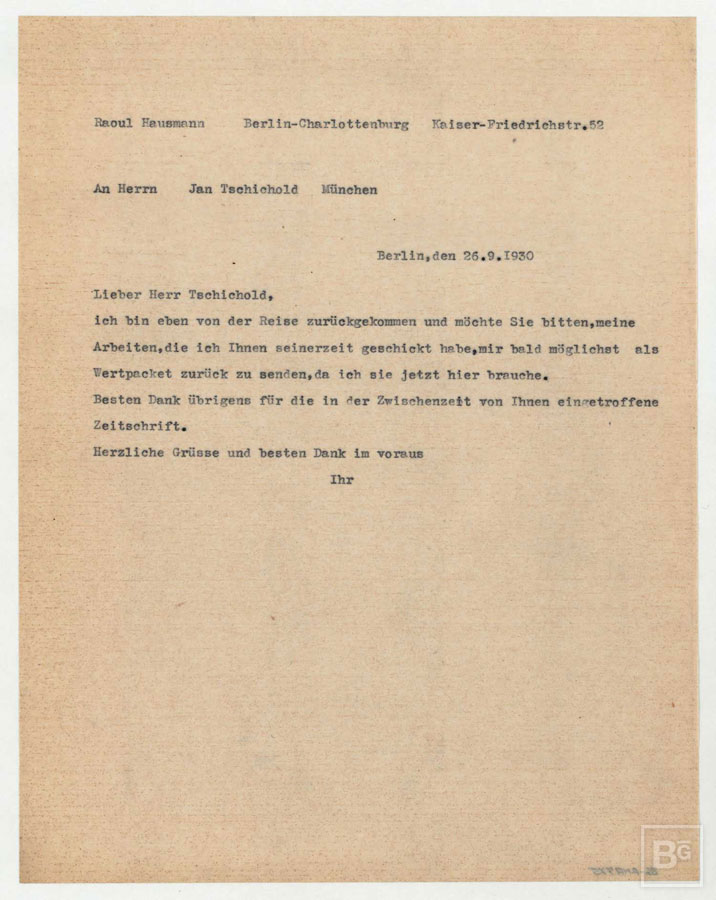 Raoul Hausmann Berlin-Charlottenburg Kaiser-Friedrichstr.52
An Herrn Jan Tschichold München
Berlin,den 26.9.1930
Lieber Herr Tschichold,
ich bin eben von der Reise zurückgekommen und möchte Sie bitten,meine
Arbeiten,die ich Ihnen seinerzeit geschickt habe,mir bald möglichst als
Wertpacket zurück zu senden,da ich sie jetzt hier brauche.
Besten Dank übrigens für die in der Zwischenzeit von Ihnen eingetroffene
Zeitschrift.
Herzliche Grüsse und besten Dank im voraus
Ihr
BG